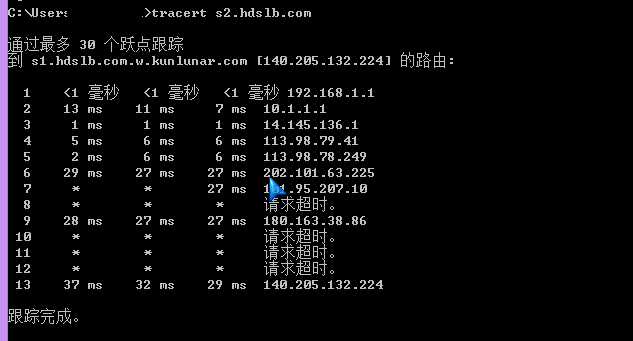 C:\Users >tracert s2.hdslb.com
通过最多 30 个跃点跟踪
到 s1.hdslb.com.w.kunlunar.com [140.205.132.224] 的路由:
1 <1 毫秒 <1 毫秒 <1 毫秒 192.168.1.1
2 13 ms 11 ms 7 ms 10.1.1.1
3 1 ms 1 ms 1 ms 14.145.136.1
4 5 ms 6 ms 6 ms 113.98.79.41
5 2 ms 6 ms 6 ms 113.98.78.249
6 29 ms 27 ms 27 ms 202.101.63.225
7 * * 27 ms
8 * * * 请求超时。
9 28 ms 27 ms 27 ms 180.163.38.86
10 * * * 请求超时。
11 * * * 请求超时。
12 * * * 请求超时。
13 37 ms 32 ms 29 ms 140.205.132.224
跟踪完成。